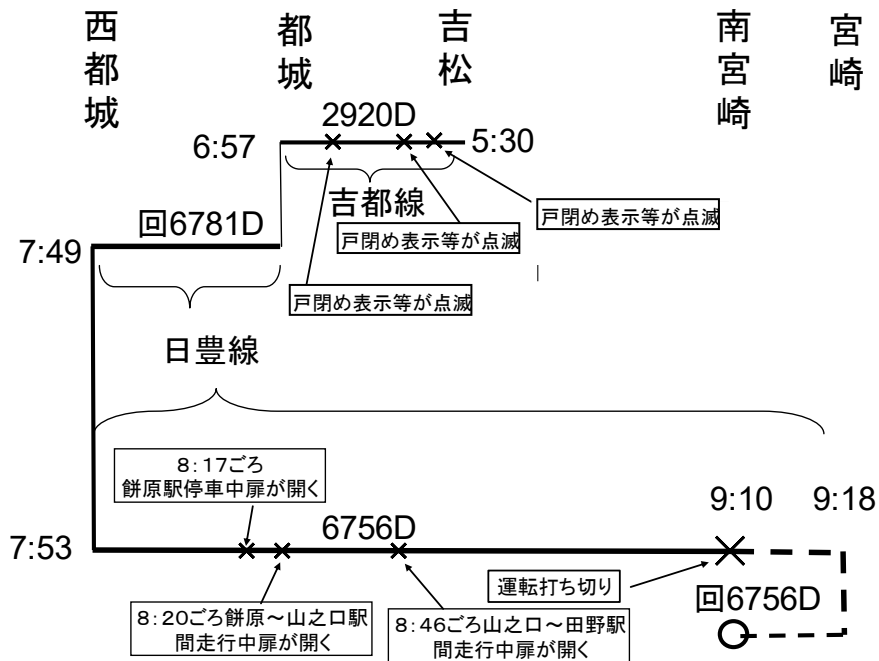 西都城
都城
吉松
南宮崎
宮崎
2920D
6:57
5:30
吉都線
戸閉め表示等が点滅
戸閉め表示等が点滅
戸閉め表示等が点滅
回6781D
7:49
日豊線
8:17ごろ
餅原駅停車中扉が開く
9:10
9:18
7:53
6756D
運転打ち切り
回6756D
8:20ごろ餅原~山之口駅
間走行中扉が開く
8:46ごろ山之口~田野駅
間走行中扉が開く